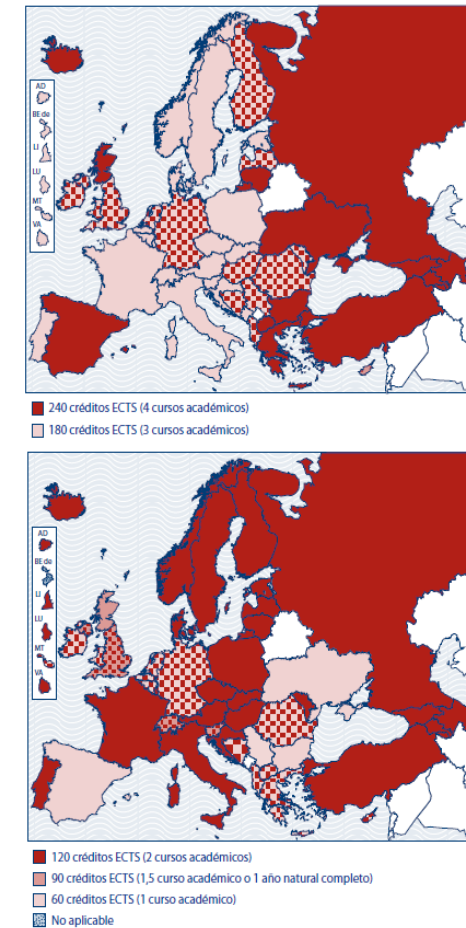 AD
BE de
LI
LU
MT
VA
240 créditos ECTS (4 cursos académicos)
180 créditos ECTS (3 cursos académicos)
AD
BE de
LI
LU
MT
VA
120 créditos ECTS (2 cursos académicos)
90 créditos ECTS (1,5 curso académico o 1 año natural completo)
60 créditos ECTS (1 curso académico)
No aplicable